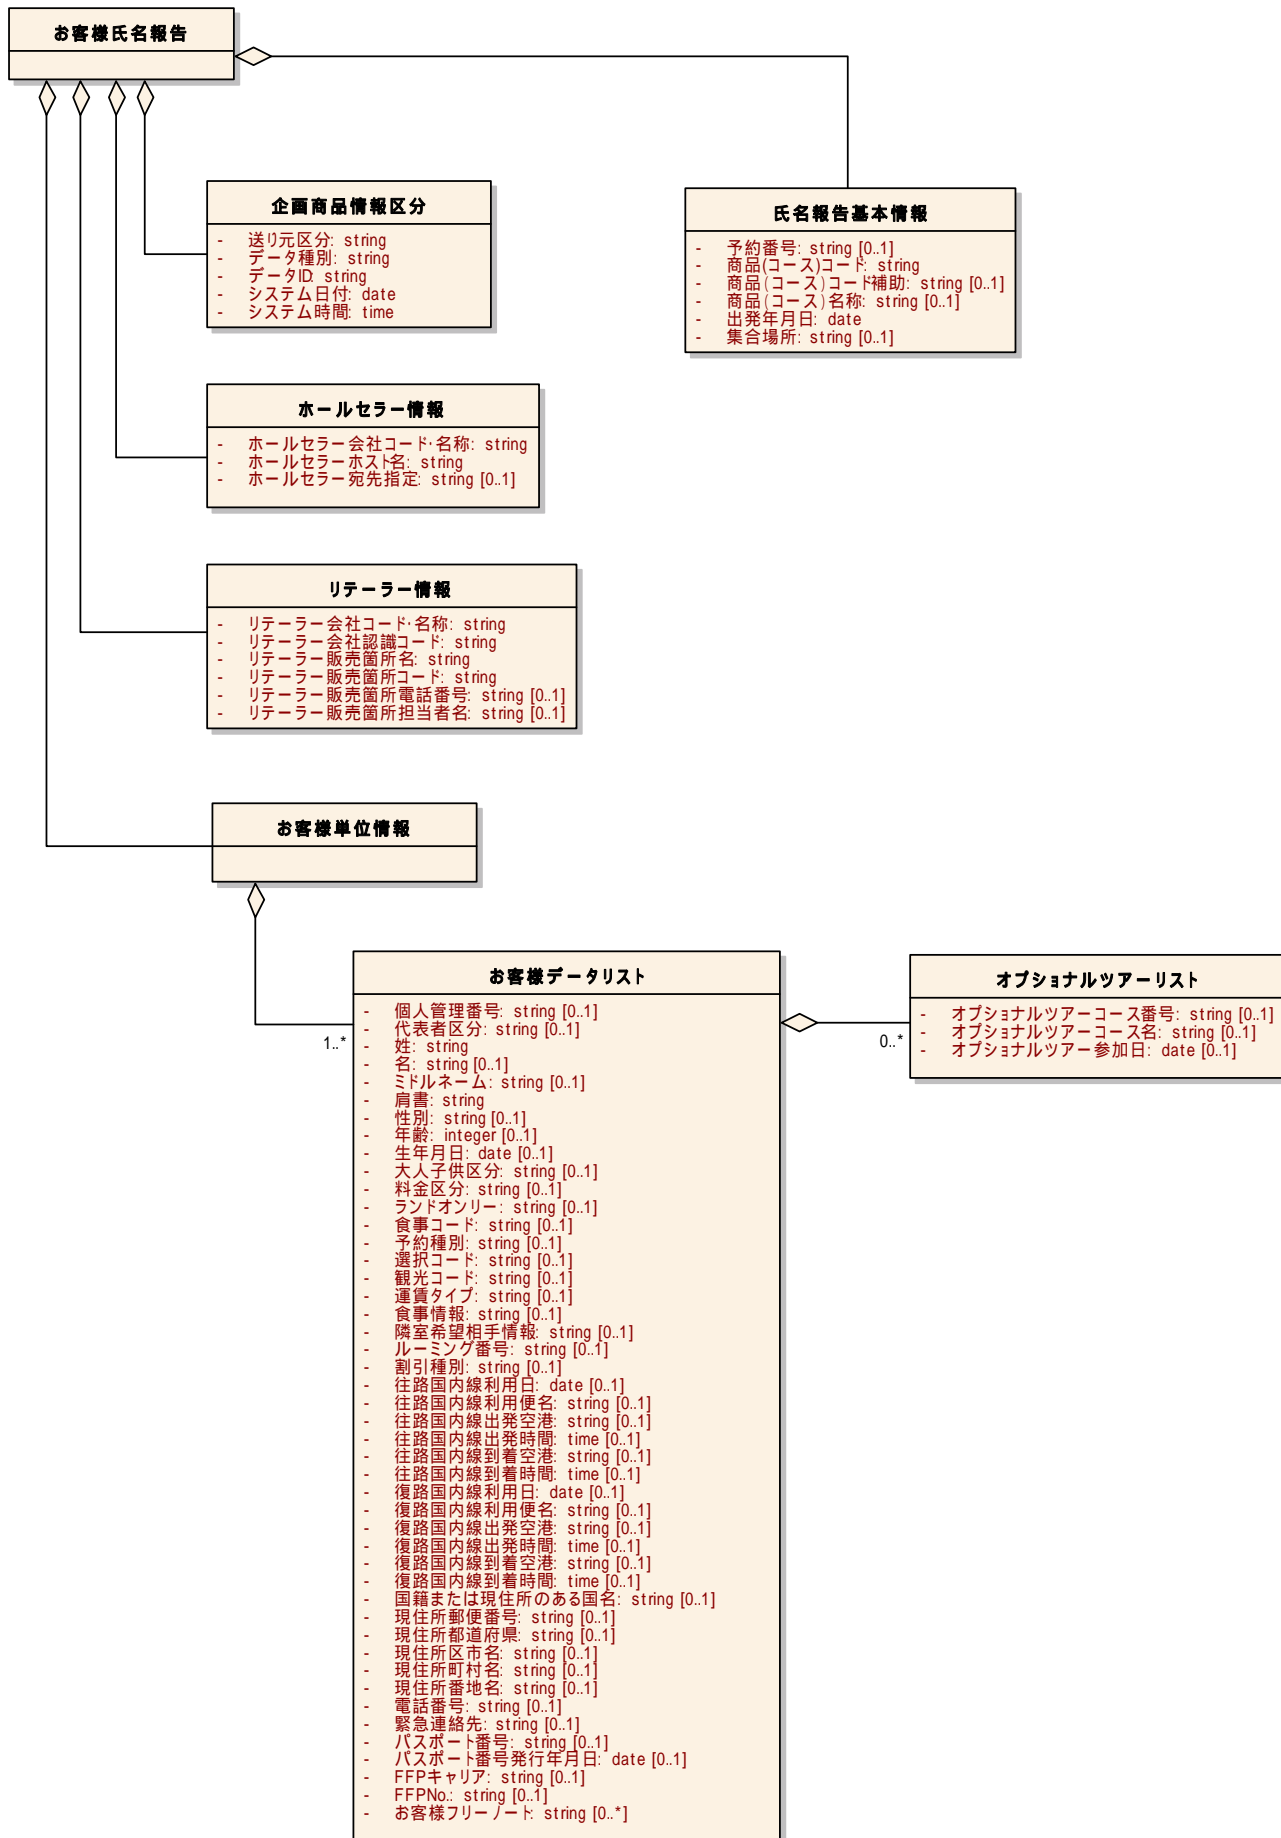 お客様氏名報告
企画商品情報区分
- 送り元区分: string
- データ種別: string
- データID: string
- システム日付: date
- システム時間: time
氏名報告基本情報
- 予約番号: string [0..1]
- 商品(コース)コード: string
- 商品(コース)コード補助: string [0..1]
- 商品(コース)名称: string [0..1]
- 出発年月日: date
- 集合場所: string [0..1]
ホールセラー情報
- ホールセラー会社コード・名称: string
- ホールセラーホスト名: string
- ホールセラー宛先指定: string [0..1]
リテーラー情報
- リテーラー会社コード・名称: string
- リテーラー会社認識コード: string
- リテーラー販売箇所名: string
- リテーラー販売箇所コード: string
- リテーラー販売箇所電話番号: string [0..1]
- リテーラー販売箇所担当者名: string [0..1]
お客様単位情報
お客様データリスト
- 個人管理番号: string [0..1]
- 代表者区分: string [0..1]
- 姓: string
- 名: string [0..1]
- ミドルネーム: string [0..1]
- 肩書: string
- 性別: string [0..1]
- 年齢: integer [0..1]
- 生年月日: date [0..1]
- 大人子供区分: string [0..1]
- 料金区分: string [0..1]
- ランドオンリー: string [0..1]
- 食事コード: string [0..1]
- 予約種別: string [0..1]
- 選択コード: string [0..1]
- 観光コード: string [0..1]
- 運賃タイプ: string [0..1]
- 食事情報: string [0..1]
- 隣室希望相手情報: string [0..1]
- ルーミング番号: string [0..1]
- 割引種別: string [0..1]
- 往路国内線利用日: date [0..1]
- 往路国内線利用便名: string [0..1]
- 往路国内線出発空港: string [0..1]
- 往路国内線出発時間: time [0..1]
- 往路国内線到着空港: string [0..1]
- 往路国内線到着時間: time [0..1]
- 復路国内線利用日: date [0..1]
- 復路国内線利用便名: string [0..1]
- 復路国内線出発空港: string [0..1]
- 復路国内線出発時間: time [0..1]
- 復路国内線到着空港: string [0..1]
- 復路国内線到着時間: time [0..1]
- 国籍または現住所のある国名: string [0..1]
- 現住所郵便番号: string [0..1]
- 現住所都道府県: string [0..1]
- 現住所区市名: string [0..1]
- 現住所町村名: string [0..1]
- 現住所番地名: string [0..1]
- 電話番号: string [0..1]
- 緊急連絡先: string [0..1]
- パスポート番号: string [0..1]
- パスポート番号発行年月日: date [0..1]
- FFPキャリア: string [0..1]
- FFPNo.: string [0..1]
- お客様フリーノート: string [0..*]
1..*
オプショナルツアーリスト
- オプショナルツアーコース番号: string [0..1]
- オプショナルツアーコース名: string [0..1]
- オプショナルツアー参加日: date [0..1]
0..*